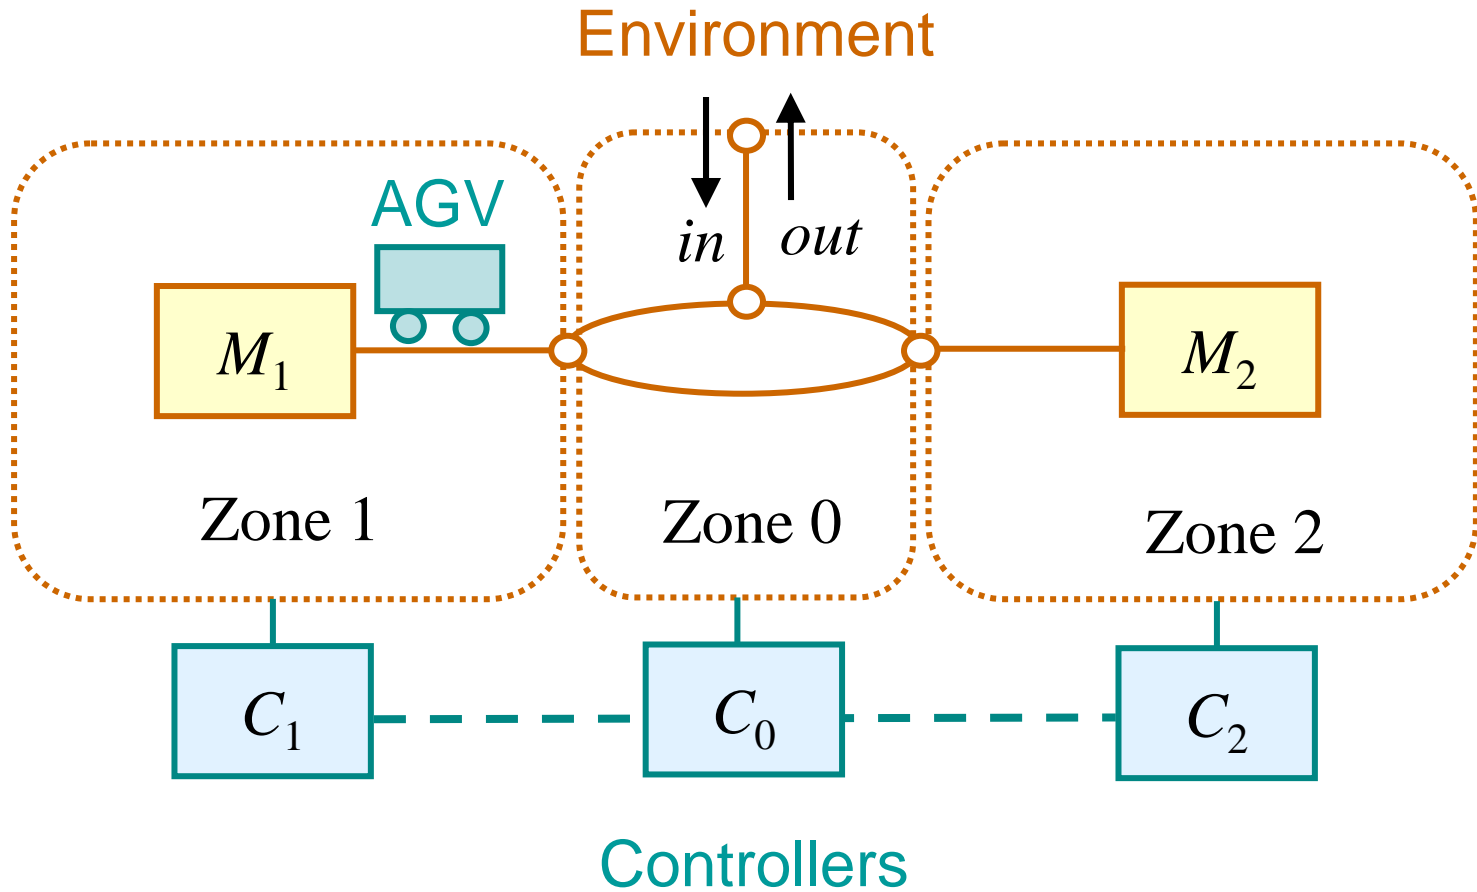 Environment
AGV
in
out
M1
M2
Zone 1
Zone 0
Zone 2
C1
C0
C2
Controllers